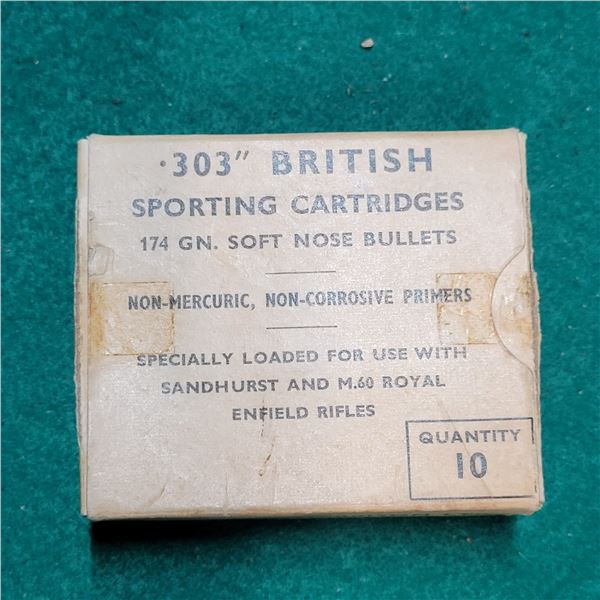 ·303" BRITISH
SPORTING CARTRIDGES
174 GN. SOFT NOSE BULLETS
NON-MERCURIC, NON-CORROSIVE PRIMERS
SPECIALLY LOADED FOR USE WITH
SANDHURST AND M.60 ROYAL
ENFIELD RIFLES
QUANTITY
10